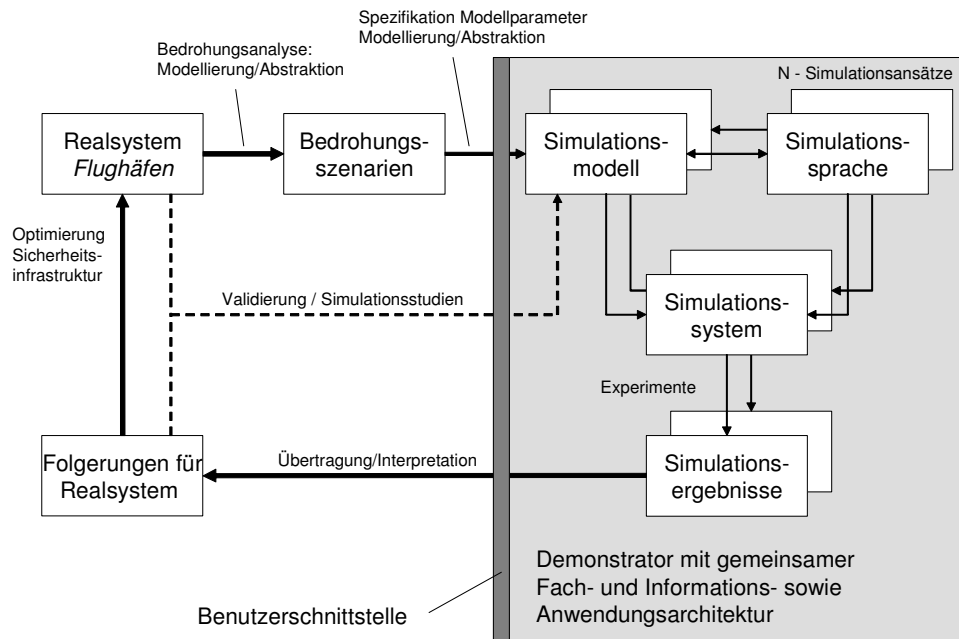 Spezifikation Modellparameter
Modellierung/Abstraktion
Bedrohungsanalyse:
Modellierung/Abstraktion
N - Simulationsansätze
Realsystem
Flughäfen
Bedrohungs-
szenarien
Simulations-
modell
Simulations-
sprache
Optimierung
Sicherheits-
infrastruktur
Validierung / Simulationsstudien
Simulations-
system
Experimente
Folgerungen für
Realsystem
Übertragung/Interpretation
Simulations-
ergebnisse
Benutzerschnittstelle
Demonstrator mit gemeinsamer
Fach- und Informations- sowie
Anwendungsarchitektur